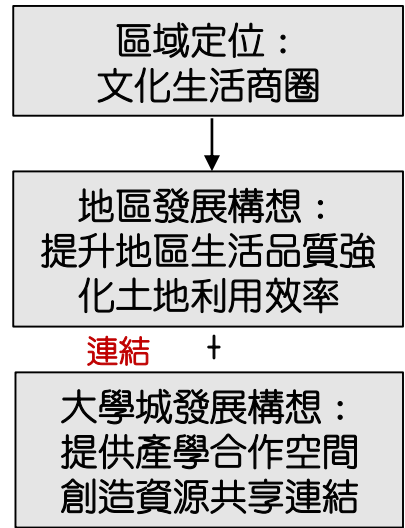 區域定位：
文化生活商圈
地區發展構想：
提升地區生活品質強
化土地利用效率
連結 +
大學城發展構想：
提供產學合作空間
創造資源共享連結